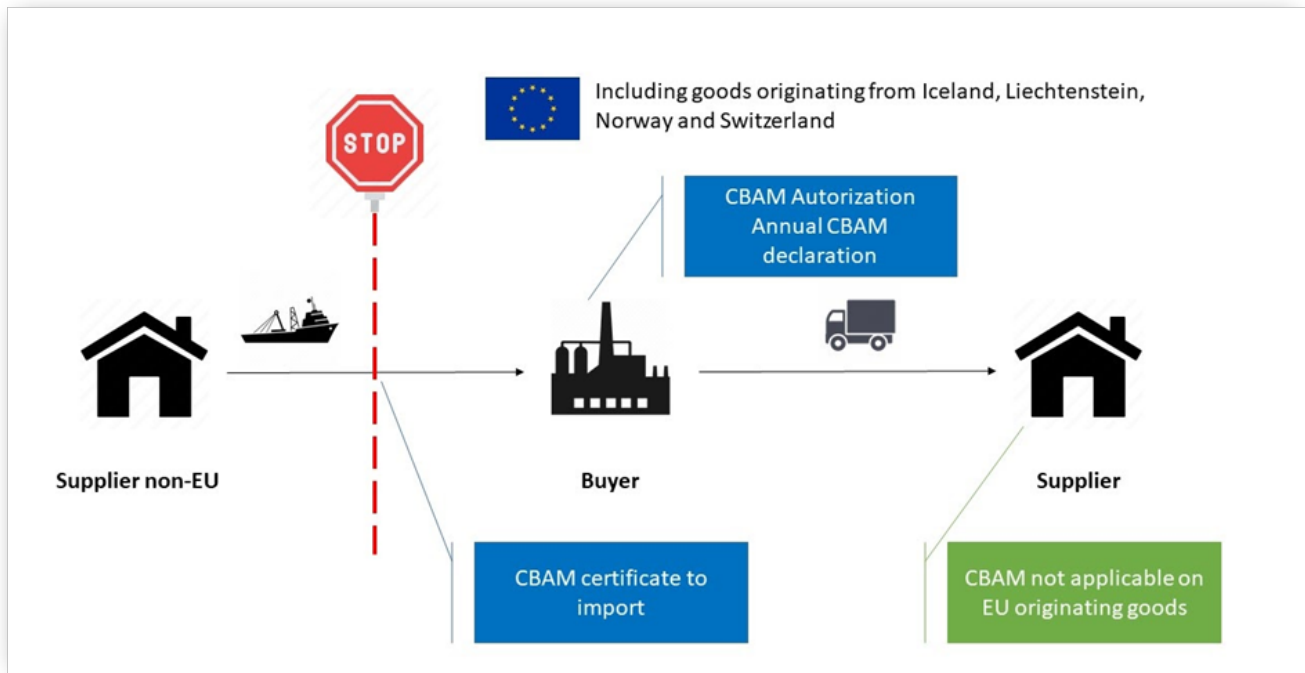 Including goods originating from Iceland, Liechtenstein,
Norway and Switzerland
STOP
CBAM Autorization
Annual CBAM
declaration
Supplier non-EU
Buyer
Supplier
CBAM certificate to
import
CBAM not applicable on
EU originating goods